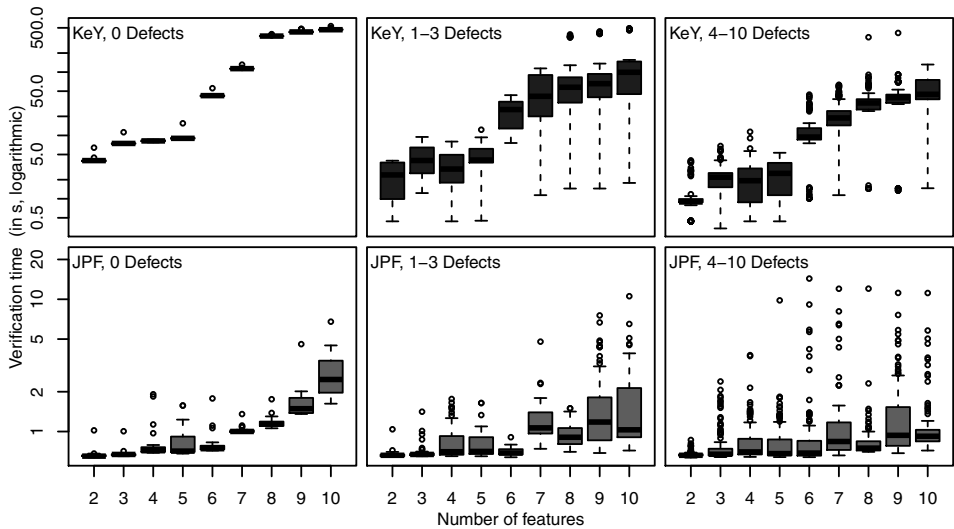 KeY, 0 Defects
KeY, 1−3 Defects
KeY, 4−10 Defects
500.0
50.0
5.0
0.5
Verification time (in s, logarithmic)
JPF, 0 Defects
JPF, 1−3 Defects
JPF, 4−10 Defects
20
10
5
2
1
2 3 4 5 6 7 8 9 10
2 3 4 5 6 7 8 9 10
2 3 4 5 6 7 8 9 10
Number of features